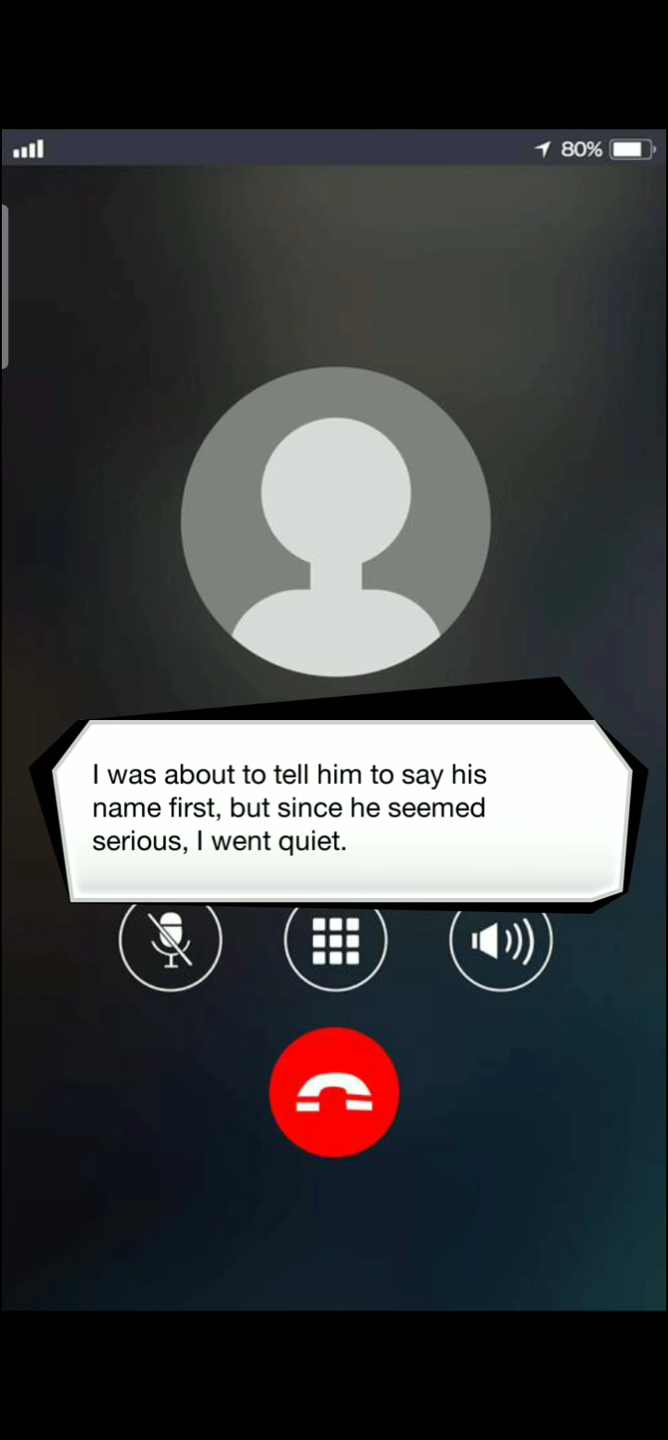 80%
I was about to tell him to say his
name first, but since he seemed
serious, I went quiet.